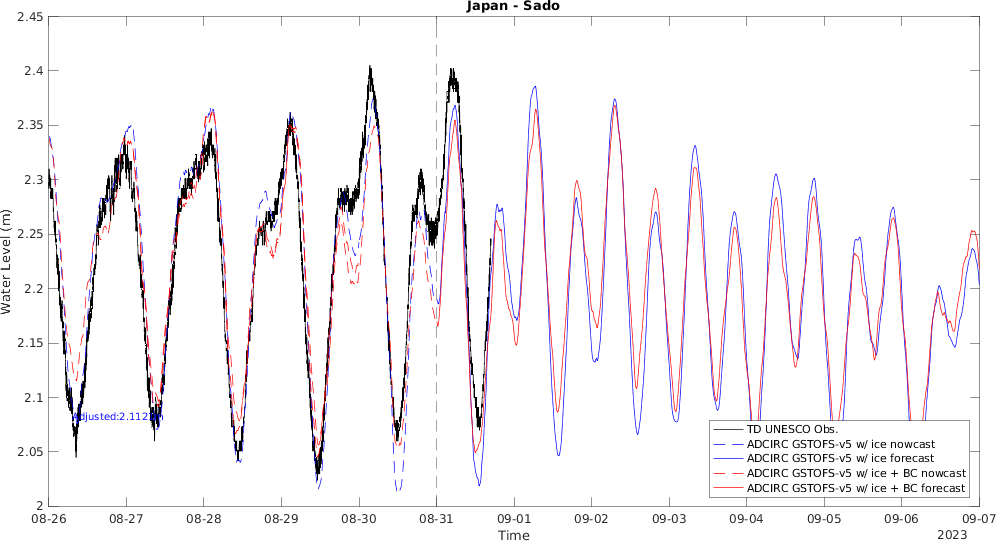 Japan - Sado
2.45
2.4
2.35
2.3
2.25
2.2
2.15
2.1
2.05
2
Water Level (m)
TD UNESCO Obs.
ADCIRC GSTOFS-v5 w/ ice nowcast
ADCIRC GSTOFS-v5 w/ ice forecast
ADCIRC GSTOFS-v5 w/ ice + BC nowcast
ADCIRC GSTOFS-v5 w/ ice + BC forecast
08-26 08-27 08-28 08-29 08-30 08-31 09-01 09-02 09-03 09-04 09-05 09-06 09-07
Time
2023